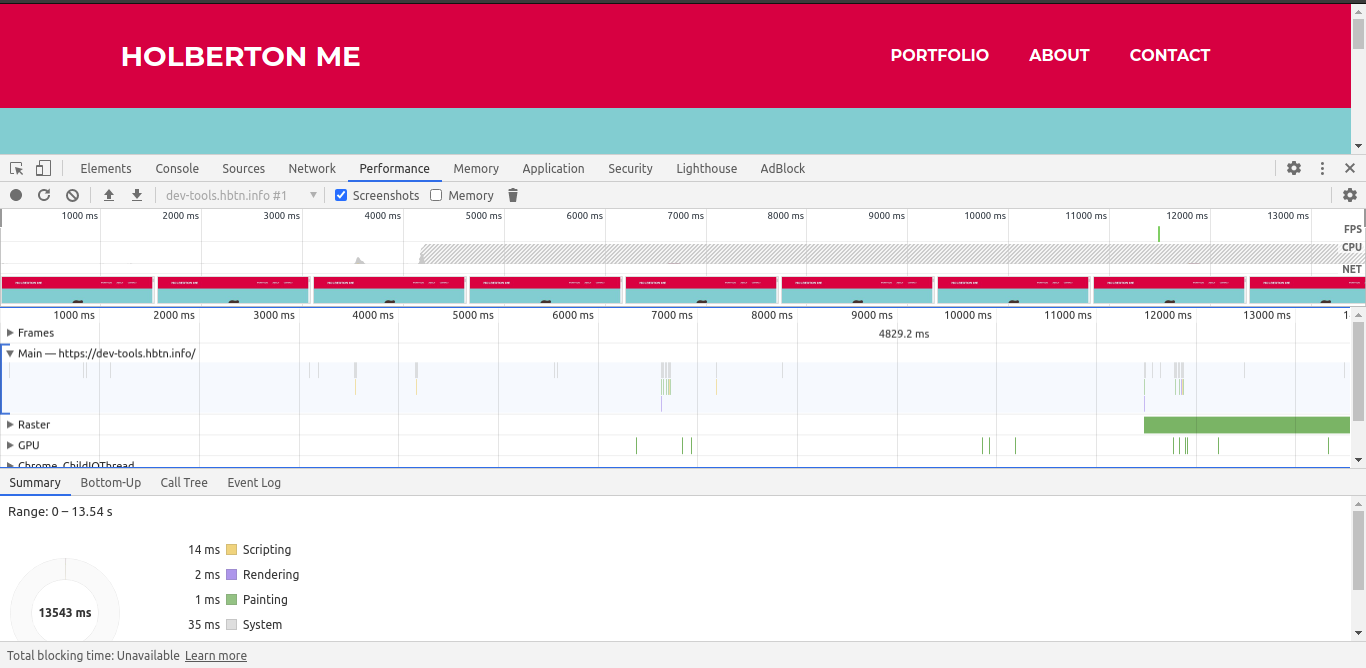 HOLBERTON ME PORTFOLIO ABOUT CONTACT
Elements Console Sources Network Performance Memory Application Security Lighthouse AdBlock
dev-tools.hbtn.info #1 Screenshots Memory
1000 ms 2000 ms 3000 ms 4000 ms 5000 ms 6000 ms 7000 ms 8000 ms 9000 ms 10000 ms 11000 ms 12000 ms 13000 ms
FPS
CPU
NET
1000 ms 2000 ms 3000 ms 4000 ms 5000 ms 6000 ms 7000 ms 8000 ms 9000 ms 10000 ms 11000 ms 12000 ms 13000 ms 1
Frames 4829.2 ms
Main — https://dev-tools.hbtn.info/
Raster
GPU
Chrome_ChildIOThread
Summary Bottom-Up Call Tree Event Log
Range: 0 – 13.54 s
14 ms Scripting
2 ms Rendering
1 ms Painting
13543 ms
35 ms System
Total blocking time: Unavailable Learn more